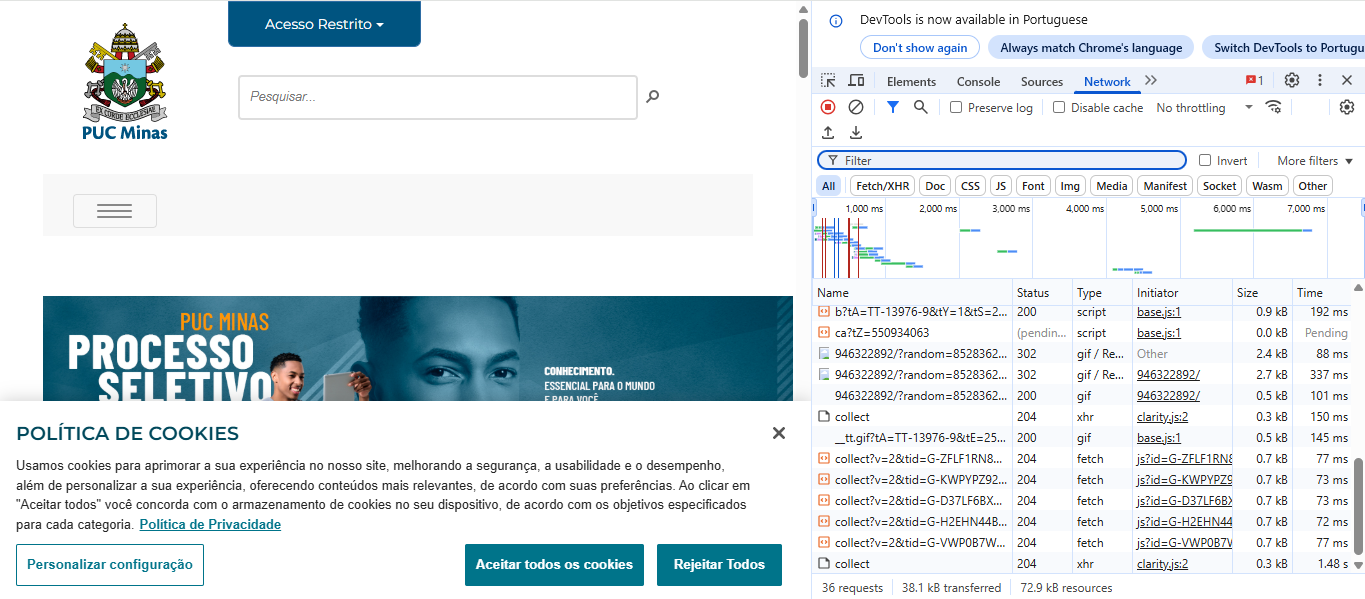 Acesso Restrito
EX CORDE ECCLESIAE
PUC Minas
Pesquisar...
PUC MINAS
PROCESSO
SELETIVO
CONHECIMENTO.
ESSENCIAL PARA O MUNDO
E PARA VOCÊ
POLÍTICA DE COOKIES
Usamos cookies para aprimorar a sua experiência no nosso site, melhorando a segurança, a usabilidade e o desempenho,
além de personalizar a sua experiência, oferecendo conteúdos mais relevantes, de acordo com suas preferências. Ao clicar em
"Aceitar todos" você concorda com o armazenamento de cookies no seu dispositivo, de acordo com os objetivos especificados
para cada categoria. Política de Privacidade
Personalizar configuração
Aceitar todos os cookies
Rejeitar Todos
DevTools is now available in Portuguese
Don't show again Always match Chrome's language Switch DevTools to Portugu
Elements Console Sources Network 1
Preserve log Disable cache No throttling
Filter Invert More filters
All Fetch/XHR Doc CSS JS Font Img Media Manifest Socket Wasm Other
1,000 ms 2,000 ms 3,000 ms 4,000 ms 5,000 ms 6,000 ms 7,000 ms
Name Status Type Initiator Size Time
b?tA=TT-13976-9&tY=1&tS=2... 200 script base.js:1 0.9 kB 192 ms
ca?tZ=550934063 (pendin... script base.js:1 0.0 kB Pending
946322892/?random=8528362... 302 gif / Re... Other 2.4 kB 88 ms
946322892/?random=8528362... 302 gif / Re... 946322892/ 2.7 kB 337 ms
946322892/?random=8528362... 200 gif 946322892/ 0.5 kB 101 ms
collect 204 xhr clarity.js:2 0.3 kB 150 ms
__tt.gif?tA=TT-13976-9&tE=25... 200 gif base.js:1 0.5 kB 145 ms
collect?v=2&tid=G-ZFLF1RN8... 204 fetch js?id=G-ZFLF1RN8 0.7 kB 77 ms
collect?v=2&tid=G-KWPYPZ92... 204 fetch js?id=G-KWPYPZ 0.7 kB 73 ms
collect?v=2&tid=G-D37LF6BX... 204 fetch js?id=G-D37LF6BX 0.7 kB 73 ms
collect?v=2&tid=G-H2EHN44B... 204 fetch js?id=G-H2EHN44 0.7 kB 72 ms
collect?v=2&tid=G-VWP0B7W... 204 fetch js?id=G-VWP0B7V 0.7 kB 77 ms
collect 204 xhr clarity.js:2 0.3 kB 1.48 s
36 requests 38.1 kB transferred 72.9 kB resources